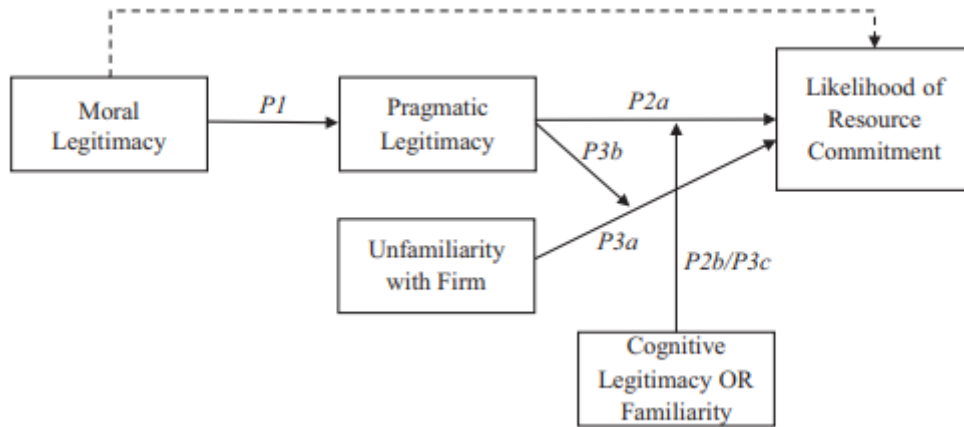 Moral
Legitimacy
P1
Pragmatic
Legitimacy
P2a
Likelihood of
Resource
Commitment
P3b
Unfamiliarity
with Firm
P3a
P2b/P3c
Cognitive
Legitimacy OR
Familiarity